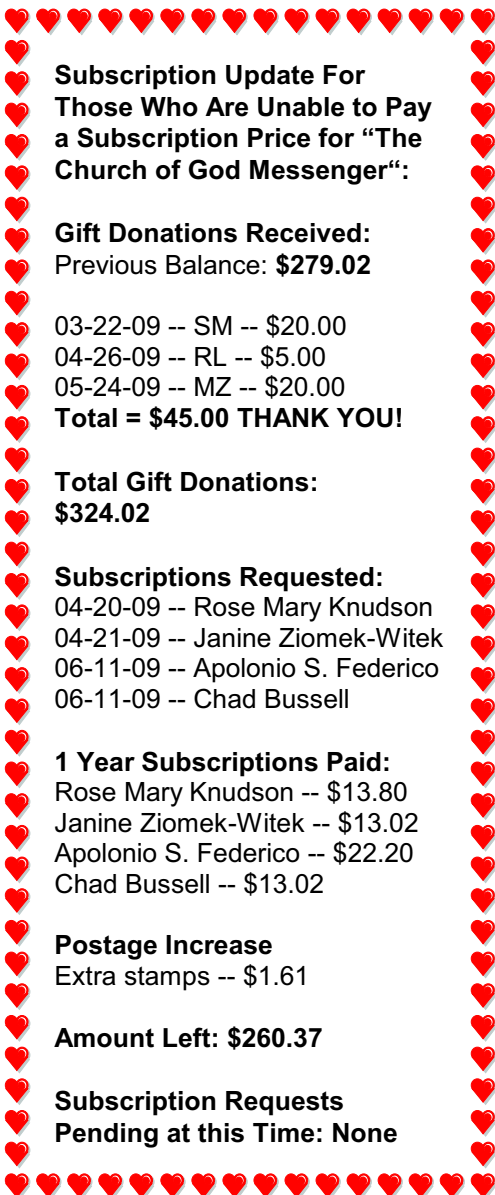 Subscription Update For
Those Who Are Unable to Pay
a Subscription Price for “The
Church of God Messenger“:
Gift Donations Received:
Previous Balance: $279.02
03-22-09 -- SM -- $20.00
04-26-09 -- RL -- $5.00
05-24-09 -- MZ -- $20.00
Total = $45.00 THANK YOU!
Total Gift Donations:
$324.02
Subscriptions Requested:
04-20-09 -- Rose Mary Knudson
04-21-09 -- Janine Ziomek-Witek
06-11-09 -- Apolonio S. Federico
06-11-09 -- Chad Bussell
1 Year Subscriptions Paid:
Rose Mary Knudson -- $13.80
Janine Ziomek-Witek -- $13.02
Apolonio S. Federico -- $22.20
Chad Bussell -- $13.02
Postage Increase
Extra stamps -- $1.61
Amount Left: $260.37
Subscription Requests
Pending at this Time: None